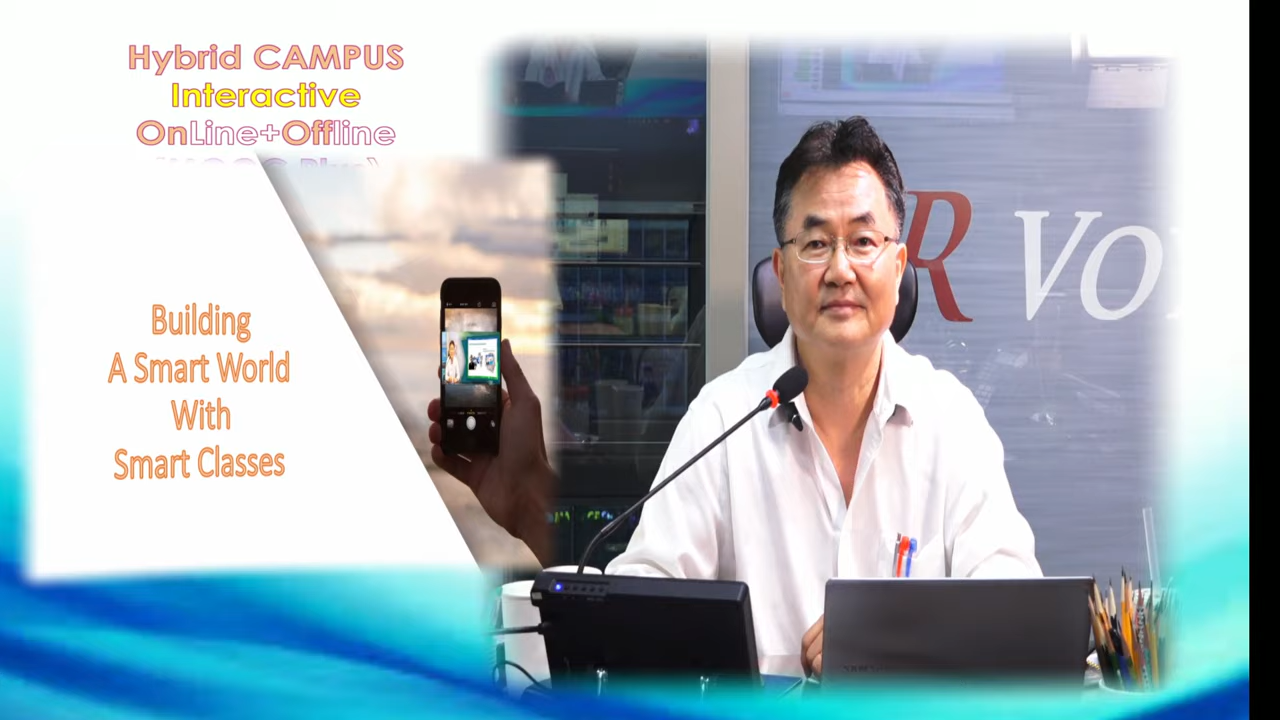 Hybrid CAMPUS
Interactive
OnLine+Offline
Building
A Smart World
With
Smart Classes
R